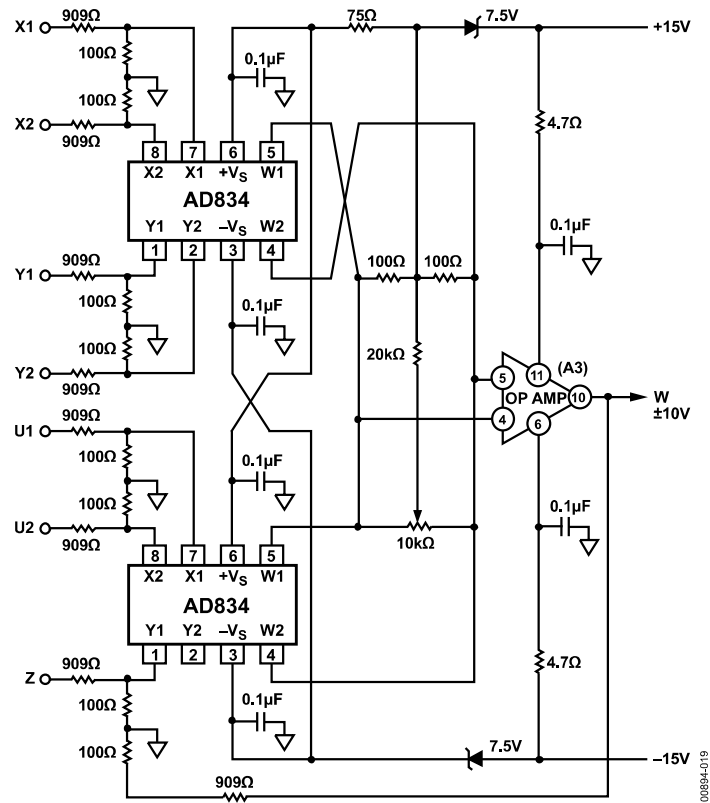 X1
909Ω
100Ω
100Ω
X2
909Ω
0.1µF
75Ω
7.5V
+15V
4.7Ω
8
7
6
5
X2
X1
+VS
W1
AD834
Y1
Y2
–VS
W2
1
2
3
4
0.1µF
Y1
909Ω
100Ω
100Ω
Y2
909Ω
0.1µF
100Ω
100Ω
20kΩ
5
11
(A3)
OP AMP
10
4
6
W
±10V
U1
909Ω
100Ω
100Ω
U2
909Ω
0.1µF
10kΩ
0.1µF
8
7
6
5
X2
X1
+VS
W1
AD834
Y1
Y2
–VS
W2
1
2
3
4
4.7Ω
Z
909Ω
100Ω
100Ω
909Ω
0.1µF
7.5V
–15V
00894-019